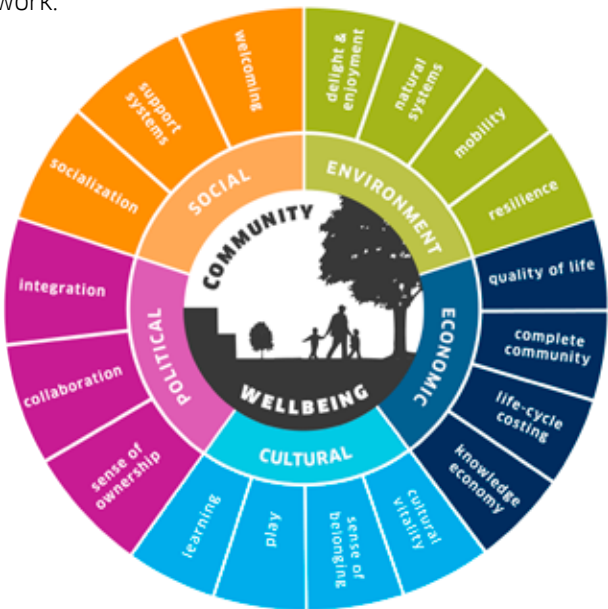 work.
COMMUNITY
WELLBEING
SOCIAL
socialization
support
systems
welcoming
ENVIRONMENT
delight &
enjoyment
natural
systems
mobility
resilience
ECONOMIC
quality of life
complete
community
life-cycle
costing
knowledge
economy
CULTURAL
cultural
vitality
sense of
belonging
play
learning
POLITICAL
sense of
ownership
collaboration
integration